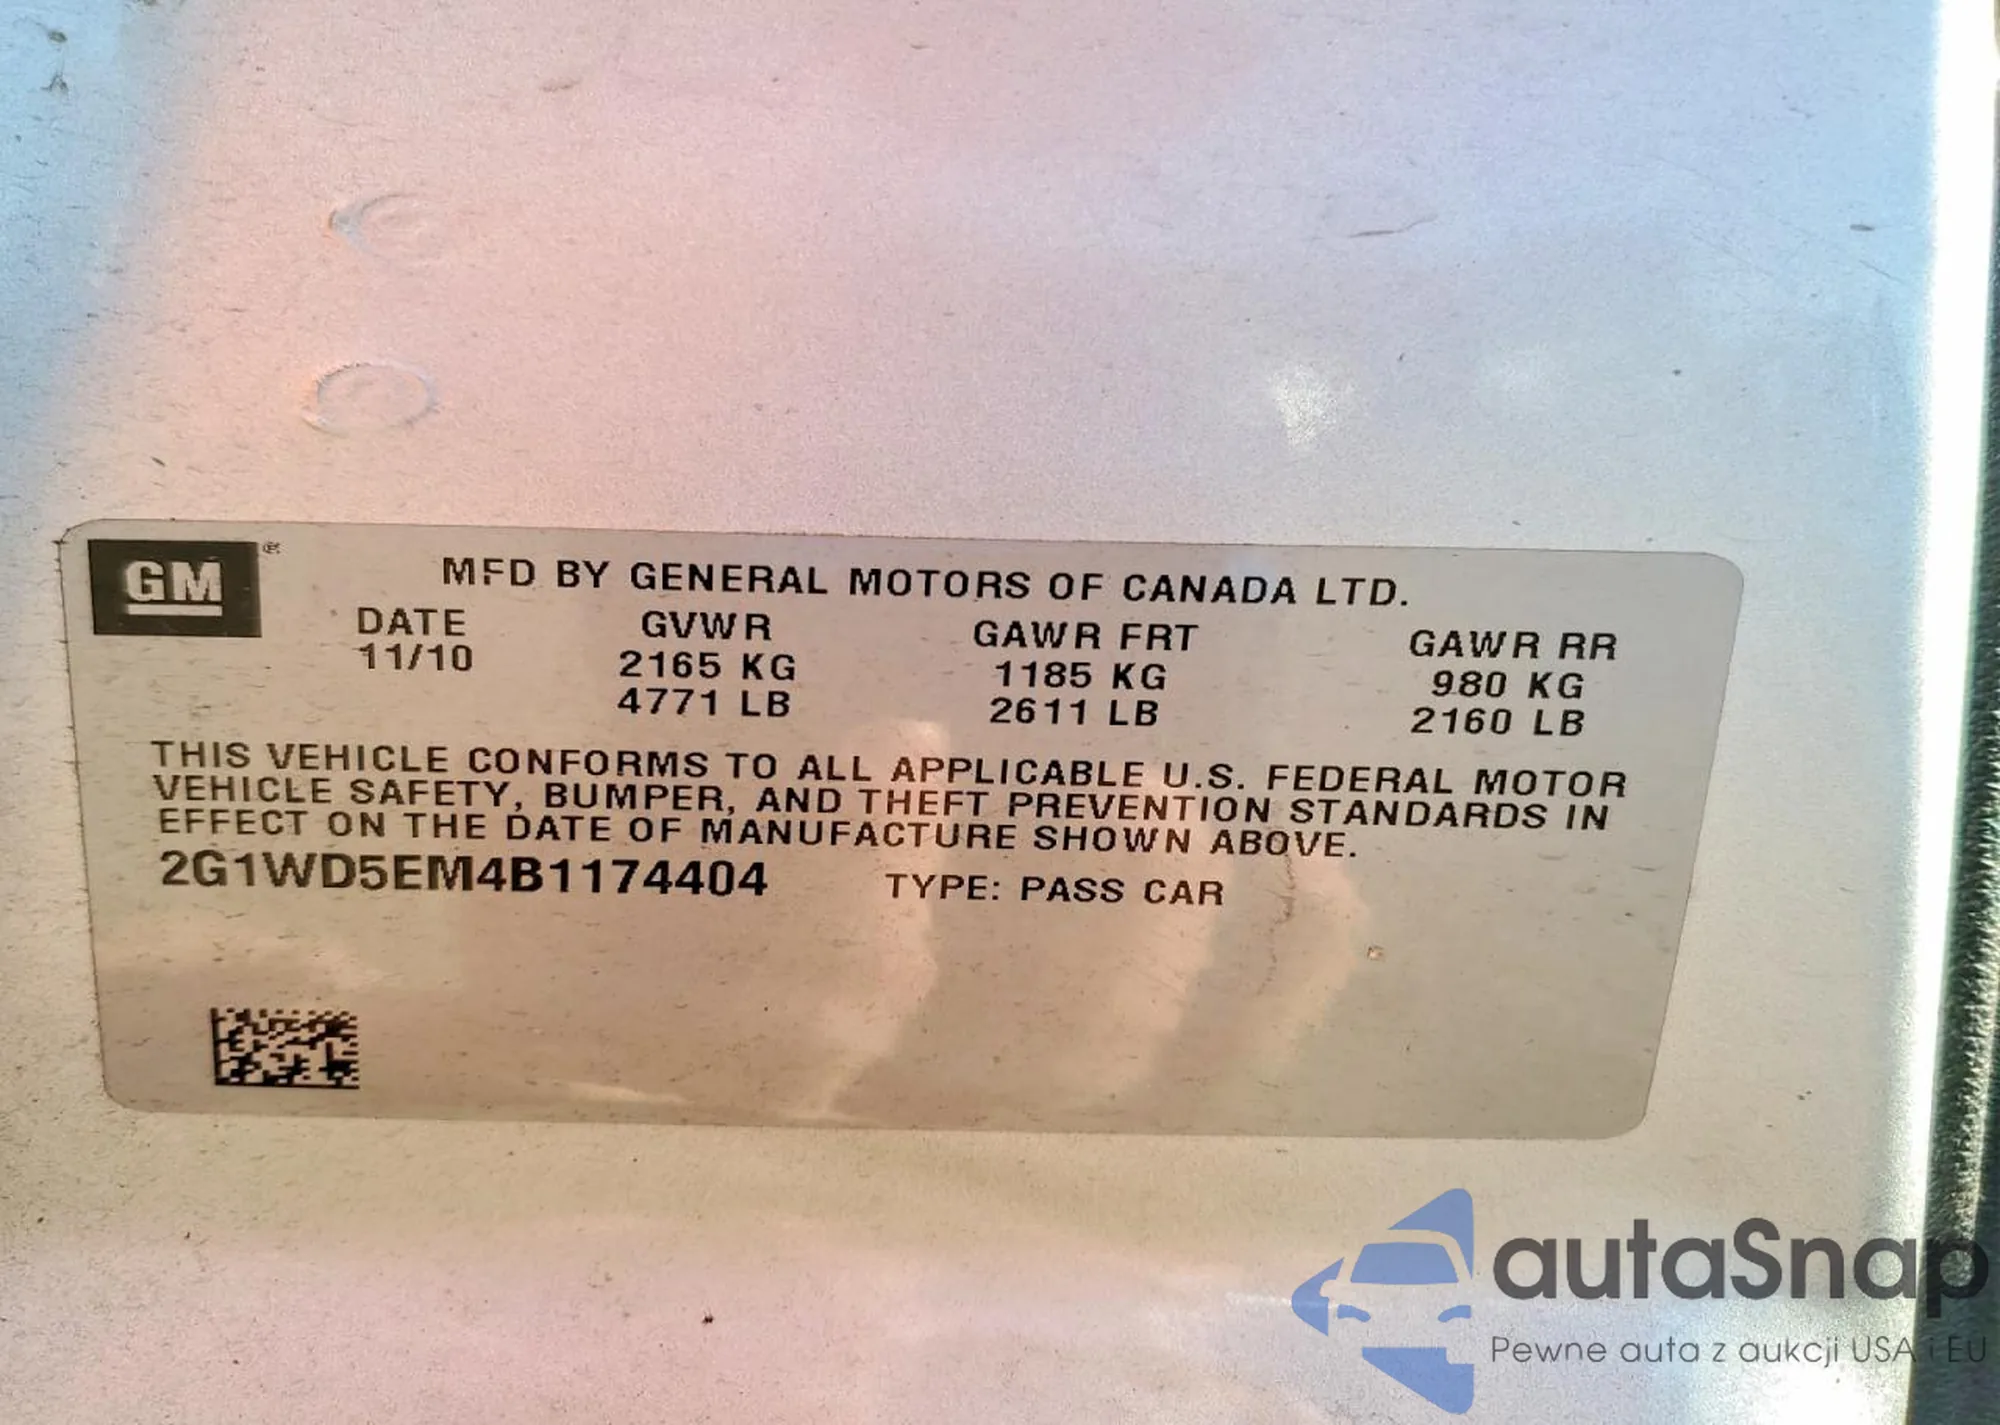 GM®
MFD BY GENERAL MOTORS OF CANADA LTD.
DATE GVWR GAWR FRT GAWR RR
11/10 2165 KG 1185 KG 980 KG
4771 LB 2611 LB 2160 LB
THIS VEHICLE CONFORMS TO ALL APPLICABLE U.S. FEDERAL MOTOR
VEHICLE SAFETY, BUMPER, AND THEFT PREVENTION STANDARDS IN
EFFECT ON THE DATE OF MANUFACTURE SHOWN ABOVE.
2G1WD5EM4B1174404 TYPE: PASS CAR
autaSnap
Pewne auta z aukcji USA i EU